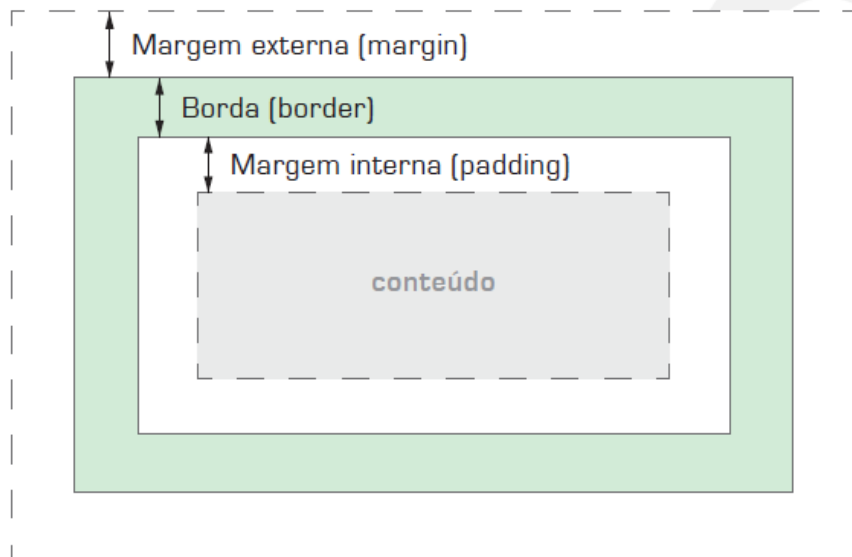 Margem externa (margin)
Borda (border)
Margem interna (padding)
conteúdo